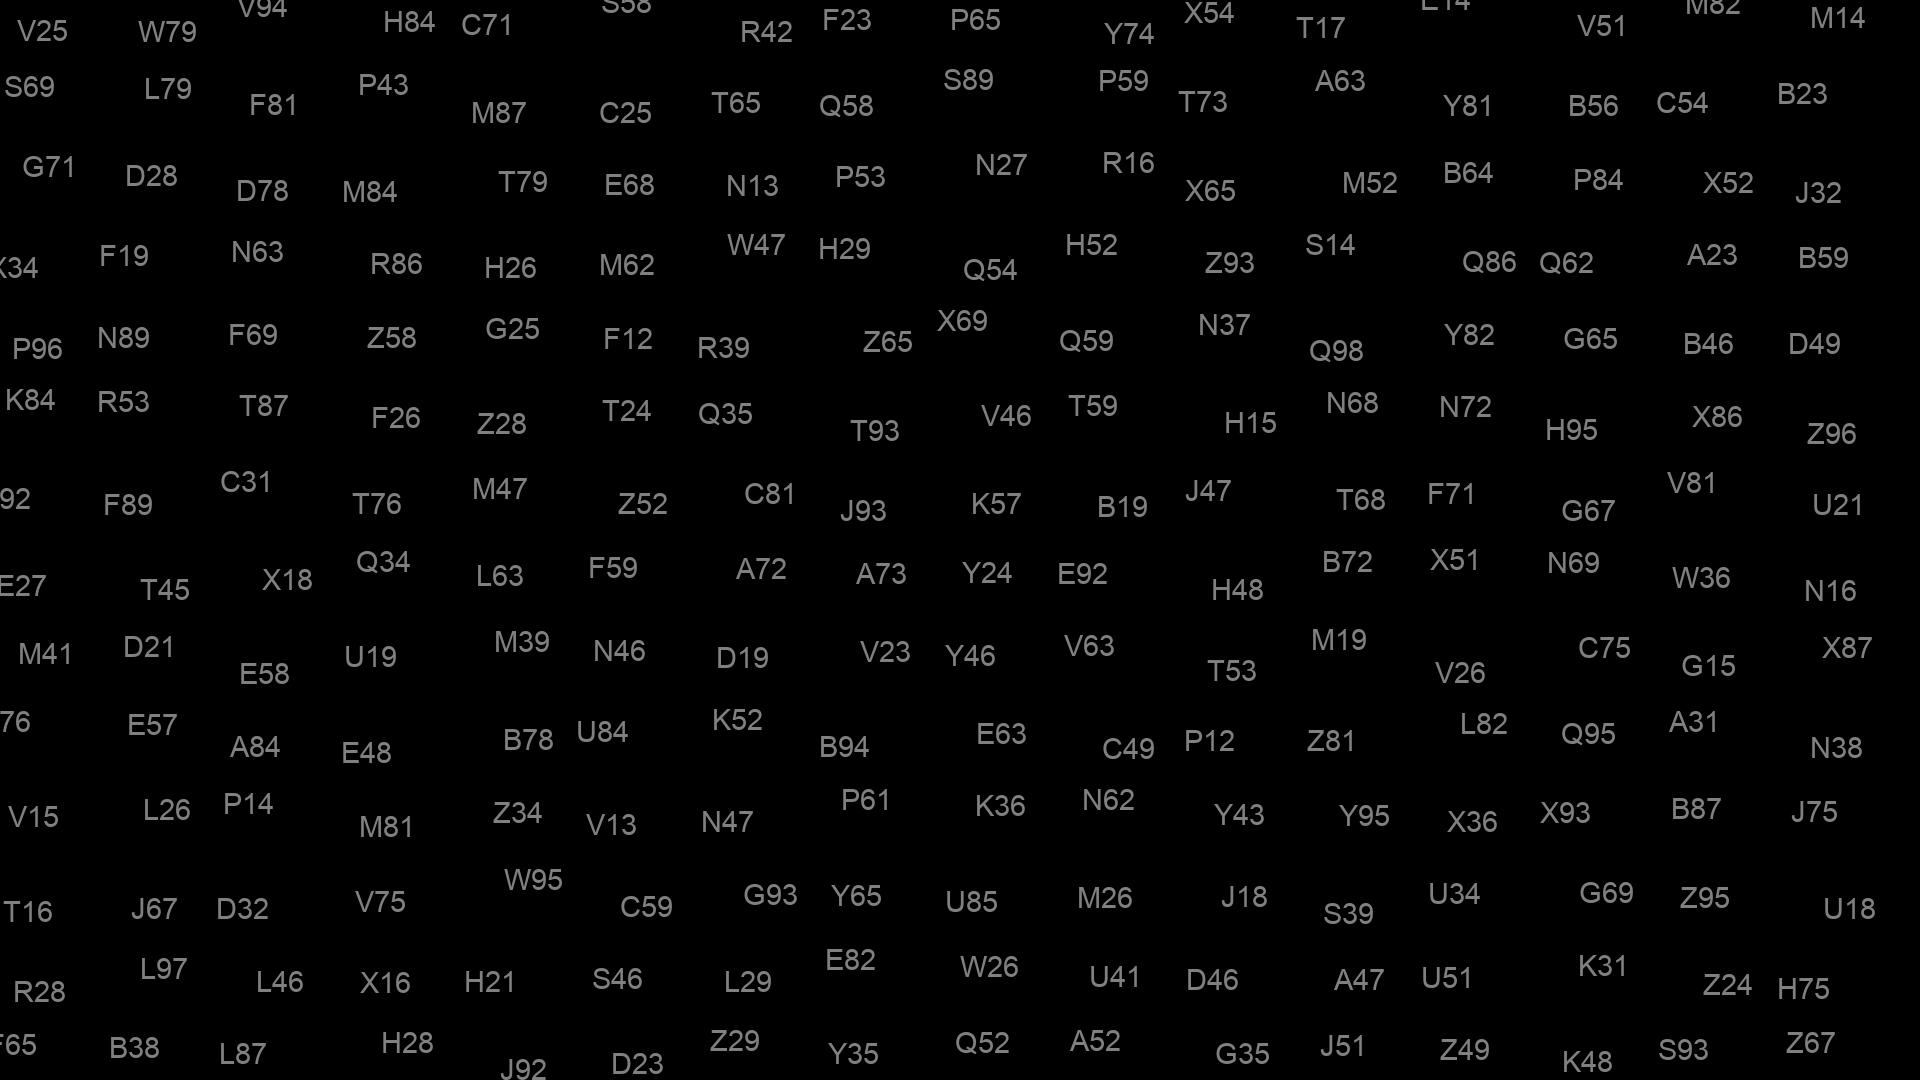 V25 W79 V94 H84 C71 S58 R42 F23 P65 Y74 X54 T17 V51 M82 M14
S69 L79 F81 P43 M87 C25 T65 Q58 S89 P59 T73 A63 Y81 B56 C54 B23
G71 D28 D78 M84 T79 E68 N13 P53 N27 R16 X65 M52 B64 P84 X52 J32
X34 F19 N63 R86 H26 M62 W47 H29 Q54 H52 Z93 S14 Q86 Q62 A23 B59
P96 N89 F69 Z58 G25 F12 R39 Z65 X69 Q59 N37 Q98 Y82 G65 B46 D49
K84 R53 T87 F26 Z28 T24 Q35 T93 V46 T59 H15 N68 N72 H95 X86 Z96
92 F89 C31 T76 M47 Z52 C81 J93 K57 B19 J47 T68 F71 G67 V81 U21
E27 T45 X18 Q34 L63 F59 A72 A73 Y24 E92 H48 B72 X51 N69 W36 N16
M41 D21 E58 U19 M39 N46 D19 V23 Y46 V63 T53 M19 V26 C75 G15 X87
76 E57 A84 E48 B78 U84 K52 B94 E63 C49 P12 Z81 L82 Q95 A31 N38
V15 L26 P14 M81 Z34 V13 N47 P61 K36 N62 Y43 Y95 X36 X93 B87 J75
T16 J67 D32 V75 W95 C59 G93 Y65 U85 M26 J18 S39 U34 G69 Z95 U18
R28 L97 L46 X16 H21 S46 L29 E82 W26 U41 D46 A47 U51 K31 Z24 H75
65 B38 L87 H28 J92 D23 Z29 Y35 Q52 A52 G35 J51 Z49 K48 S93 Z67